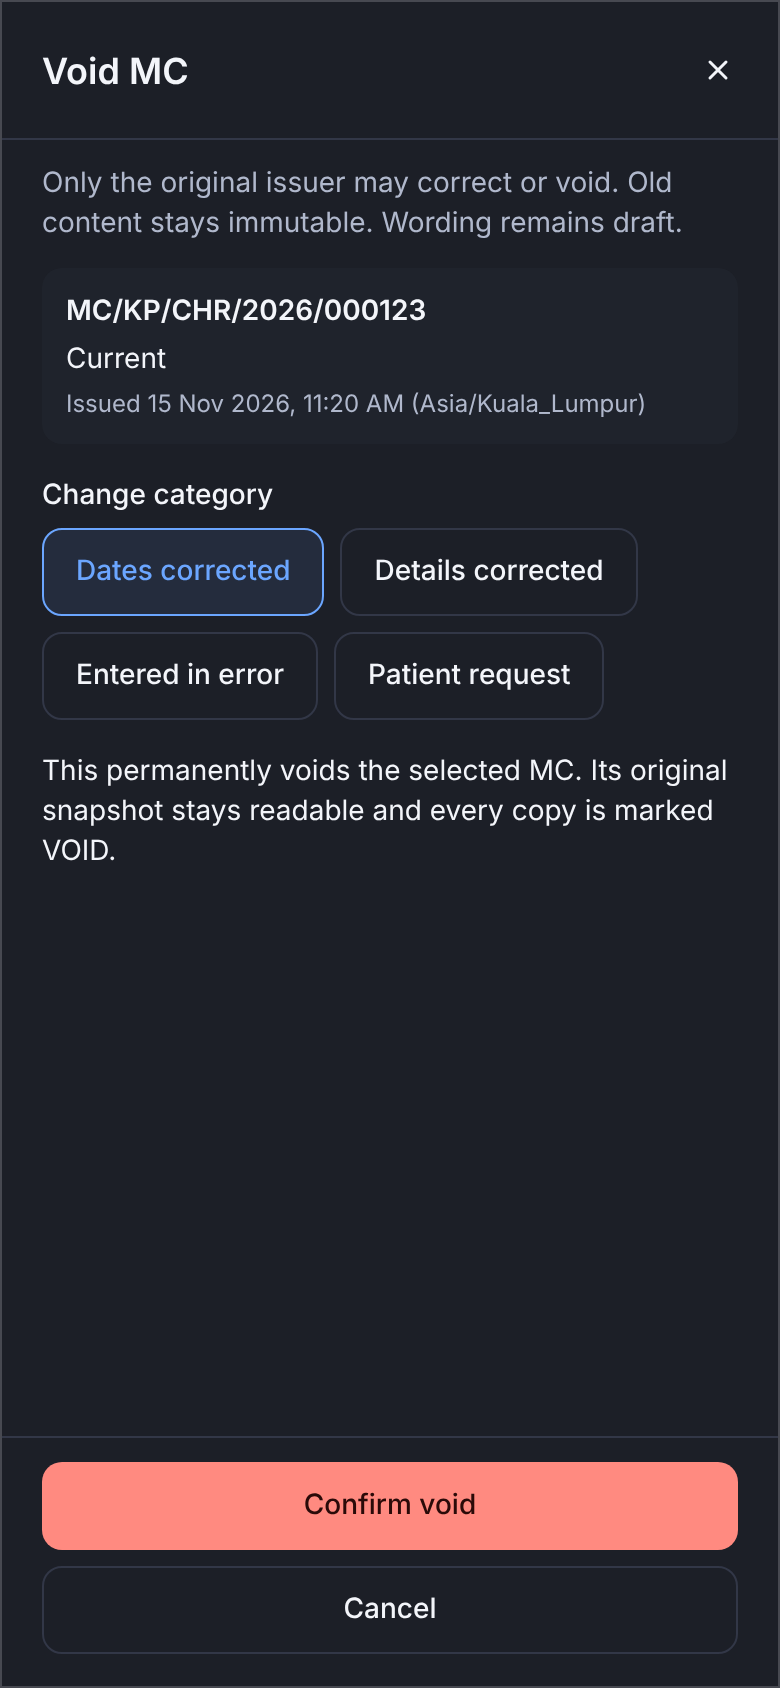 Void MC
Only the original issuer may correct or void. Old
content stays immutable. Wording remains draft.
MC/KP/CHR/2026/000123
Current
Issued 15 Nov 2026, 11:20 AM (Asia/Kuala_Lumpur)
Change category
Dates corrected
Details corrected
Entered in error
Patient request
This permanently voids the selected MC. Its original
snapshot stays readable and every copy is marked
VOID.
Confirm void
Cancel